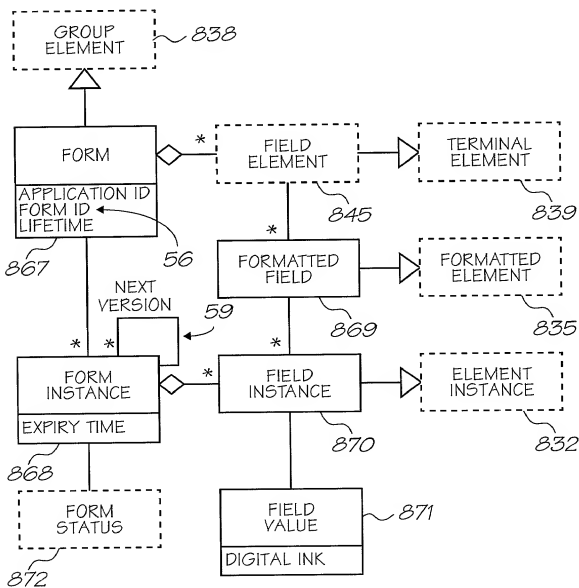 GROUP
ELEMENT
838
FORM
*
FIELD
ELEMENT
TERMINAL
ELEMENT
APPLICATION ID
FORM ID
LIFETIME
845
839
867
56
*
FORMATTED
FIELD
FORMATTED
ELEMENT
NEXT
VERSION
59
869
835
*
*
*
FORM
INSTANCE
*
FIELD
INSTANCE
ELEMENT
INSTANCE
EXPIRY TIME
868
870
832
FORM
STATUS
FIELD
VALUE
871
DIGITAL INK
872